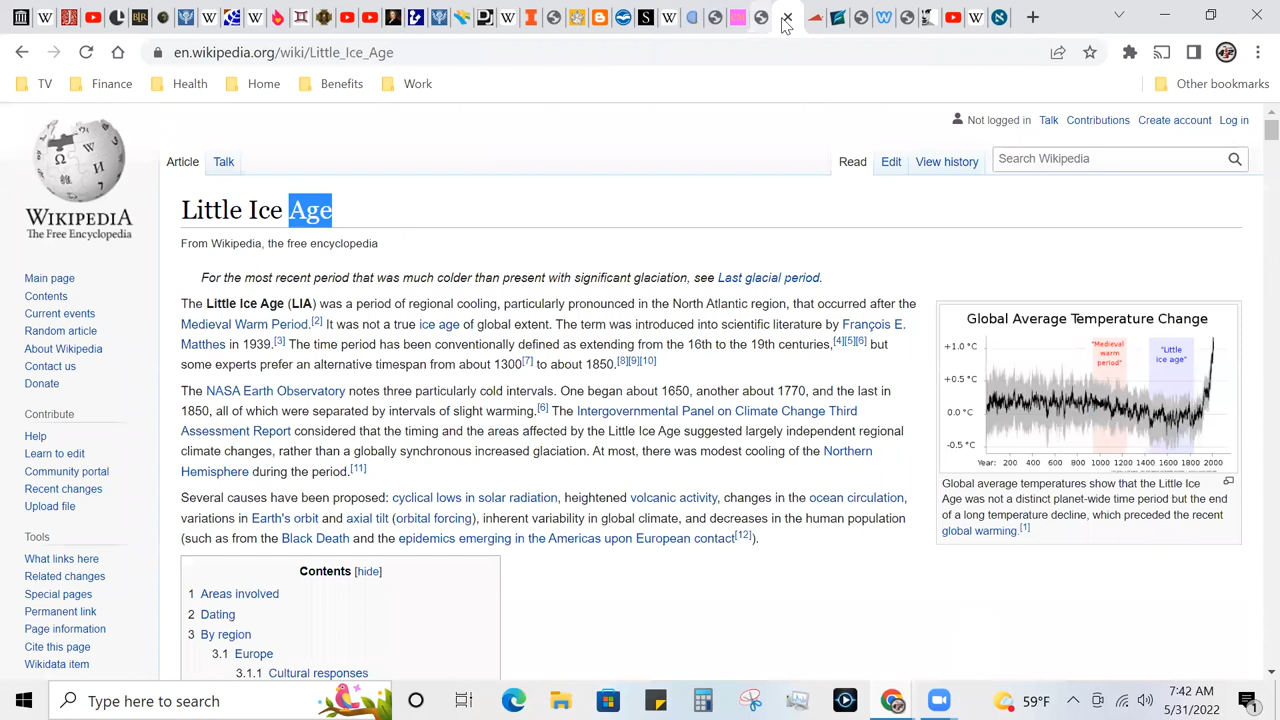 en.wikipedia.org/wiki/Little_Ice_Age
TV Finance Health Home Benefits Work Other bookmarks
Not logged in Talk Contributions Create account Log in
Article Talk Read Edit View history Search Wikipedia
WIKIPEDIA
The Free Encyclopedia
Main page
Contents
Current events
Random article
About Wikipedia
Contact us
Donate
Contribute
Help
Learn to edit
Community portal
Recent changes
Upload file
Tools
What links here
Related changes
Special pages
Permanent link
Page information
Cite this page
Wikidata item
Little Ice Age
From Wikipedia, the free encyclopedia
For the most recent period that was much colder than present with significant glaciation, see Last glacial period.
The Little Ice Age (LIA) was a period of regional cooling, particularly pronounced in the North Atlantic region, that occurred after the
Medieval Warm Period.[2] It was not a true ice age of global extent. The term was introduced into scientific literature by François E.
Matthes in 1939.[3] The time period has been conventionally defined as extending from the 16th to the 19th centuries,[4][5][6] but
some experts prefer an alternative timespan from about 1300[7] to about 1850.[8][9][10]
The NASA Earth Observatory notes three particularly cold intervals. One began about 1650, another about 1770, and the last in
1850, all of which were separated by intervals of slight warming.[6] The Intergovernmental Panel on Climate Change Third
Assessment Report considered that the timing and the areas affected by the Little Ice Age suggested largely independent regional
climate changes, rather than a globally synchronous increased glaciation. At most, there was modest cooling of the Northern
Hemisphere during the period.[11]
Several causes have been proposed: cyclical lows in solar radiation, heightened volcanic activity, changes in the ocean circulation,
variations in Earth's orbit and axial tilt (orbital forcing), inherent variability in global climate, and decreases in the human population
(such as from the Black Death and the epidemics emerging in the Americas upon European contact[12]).
Contents [hide]
1 Areas involved
2 Dating
3 By region
3.1 Europe
3.1.1 Cultural responses
Global Average Temperature Change
+1.0 °C
+0.5 °C
0.0 °C
-0.5 °C
"Medieval
warm
period"
"Little
ice age"
Year: 200 400 600 800 1000 1200 1400 1600 1800 2000
Global average temperatures show that the Little Ice
Age was not a distinct planet-wide time period but the end
of a long temperature decline, which preceded the recent
global warming.[1]
Type here to search
59°F
7:42 AM
5/31/2022
1